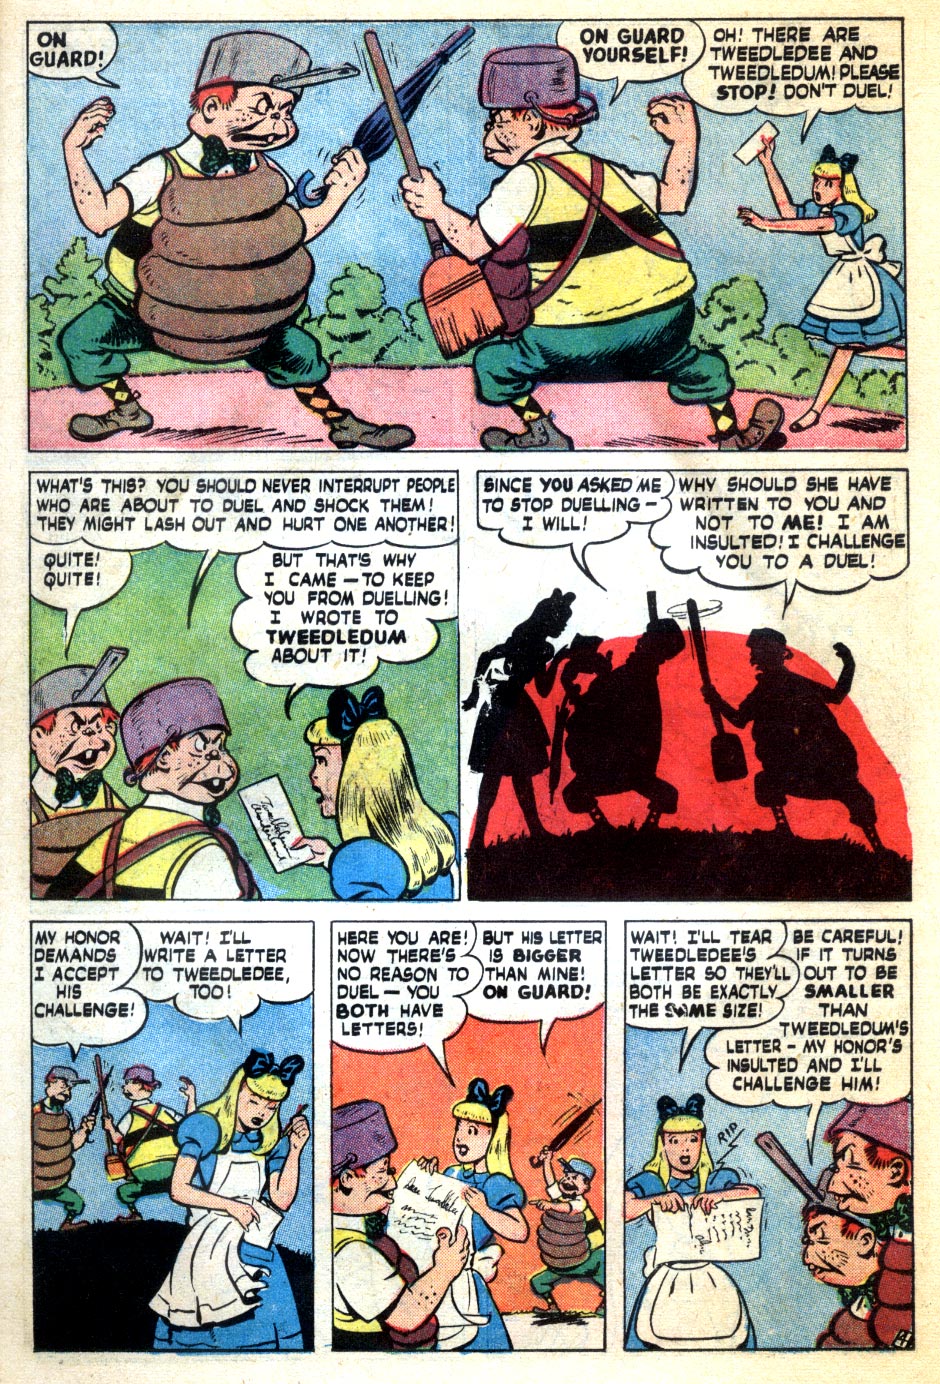 ON
GUARD!
ON GUARD
YOURSELF!
OH! THERE ARE
TWEEDLEDEE AND
TWEEDLEDUM! PLEASE
STOP! DON'T DUEL!
WHAT'S THIS? YOU SHOULD NEVER INTERRUPT PEOPLE
WHO ARE ABOUT TO DUEL AND SHOCK THEM!
THEY MIGHT LASH OUT AND HURT ONE ANOTHER!
QUITE!
QUITE!
BUT THAT'S WHY
I CAME — TO KEEP
YOU FROM DUELLING!
I WROTE TO
TWEEDLEDUM
ABOUT IT!
SINCE YOU ASKED ME
TO STOP DUELLING —
I WILL!
WHY SHOULD SHE HAVE
WRITTEN TO YOU AND
NOT TO ME! I AM
INSULTED! I CHALLENGE
YOU TO A DUEL!
MY HONOR
DEMANDS
I ACCEPT
HIS
CHALLENGE!
WAIT! I'LL
WRITE A LETTER
TO TWEEDLEDEE,
TOO!
HERE YOU ARE!
NOW THERE'S
NO REASON TO
DUEL — YOU
BOTH HAVE
LETTERS!
BUT HIS LETTER
IS BIGGER
THAN MINE!
ON GUARD!
WAIT! I'LL TEAR
TWEEDLEDEE'S
LETTER SO THEY'LL
BOTH BE EXACTLY
THE SAME SIZE!
BE CAREFUL!
IF IT TURNS
OUT TO BE
SMALLER
THAN
TWEEDLEDUM'S
LETTER — MY HONOR'S
INSULTED AND I'LL
CHALLENGE HIM!
RIP
4